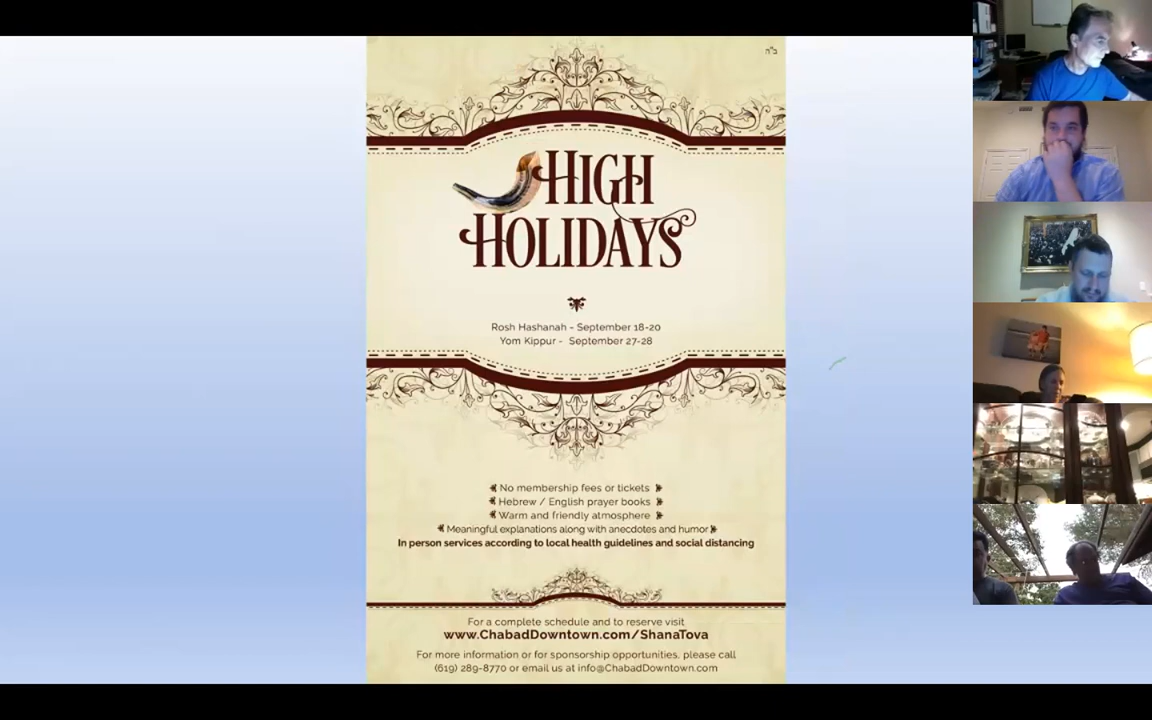 ב"ה
HIGH
HOLIDAYS
Rosh Hashanah - September 18-20
Yom Kippur - September 27-28
No membership fees or tickets
Hebrew / English prayer books
Warm and friendly atmosphere
Meaningful explanations along with anecdotes and humor
In person services according to local health guidelines and social distancing
For a complete schedule and to reserve visit
www.ChabadDowntown.com/ShanaTova
For more information or for sponsorship opportunities, please call
(619) 289-8770 or email us at info@ChabadDowntown.com